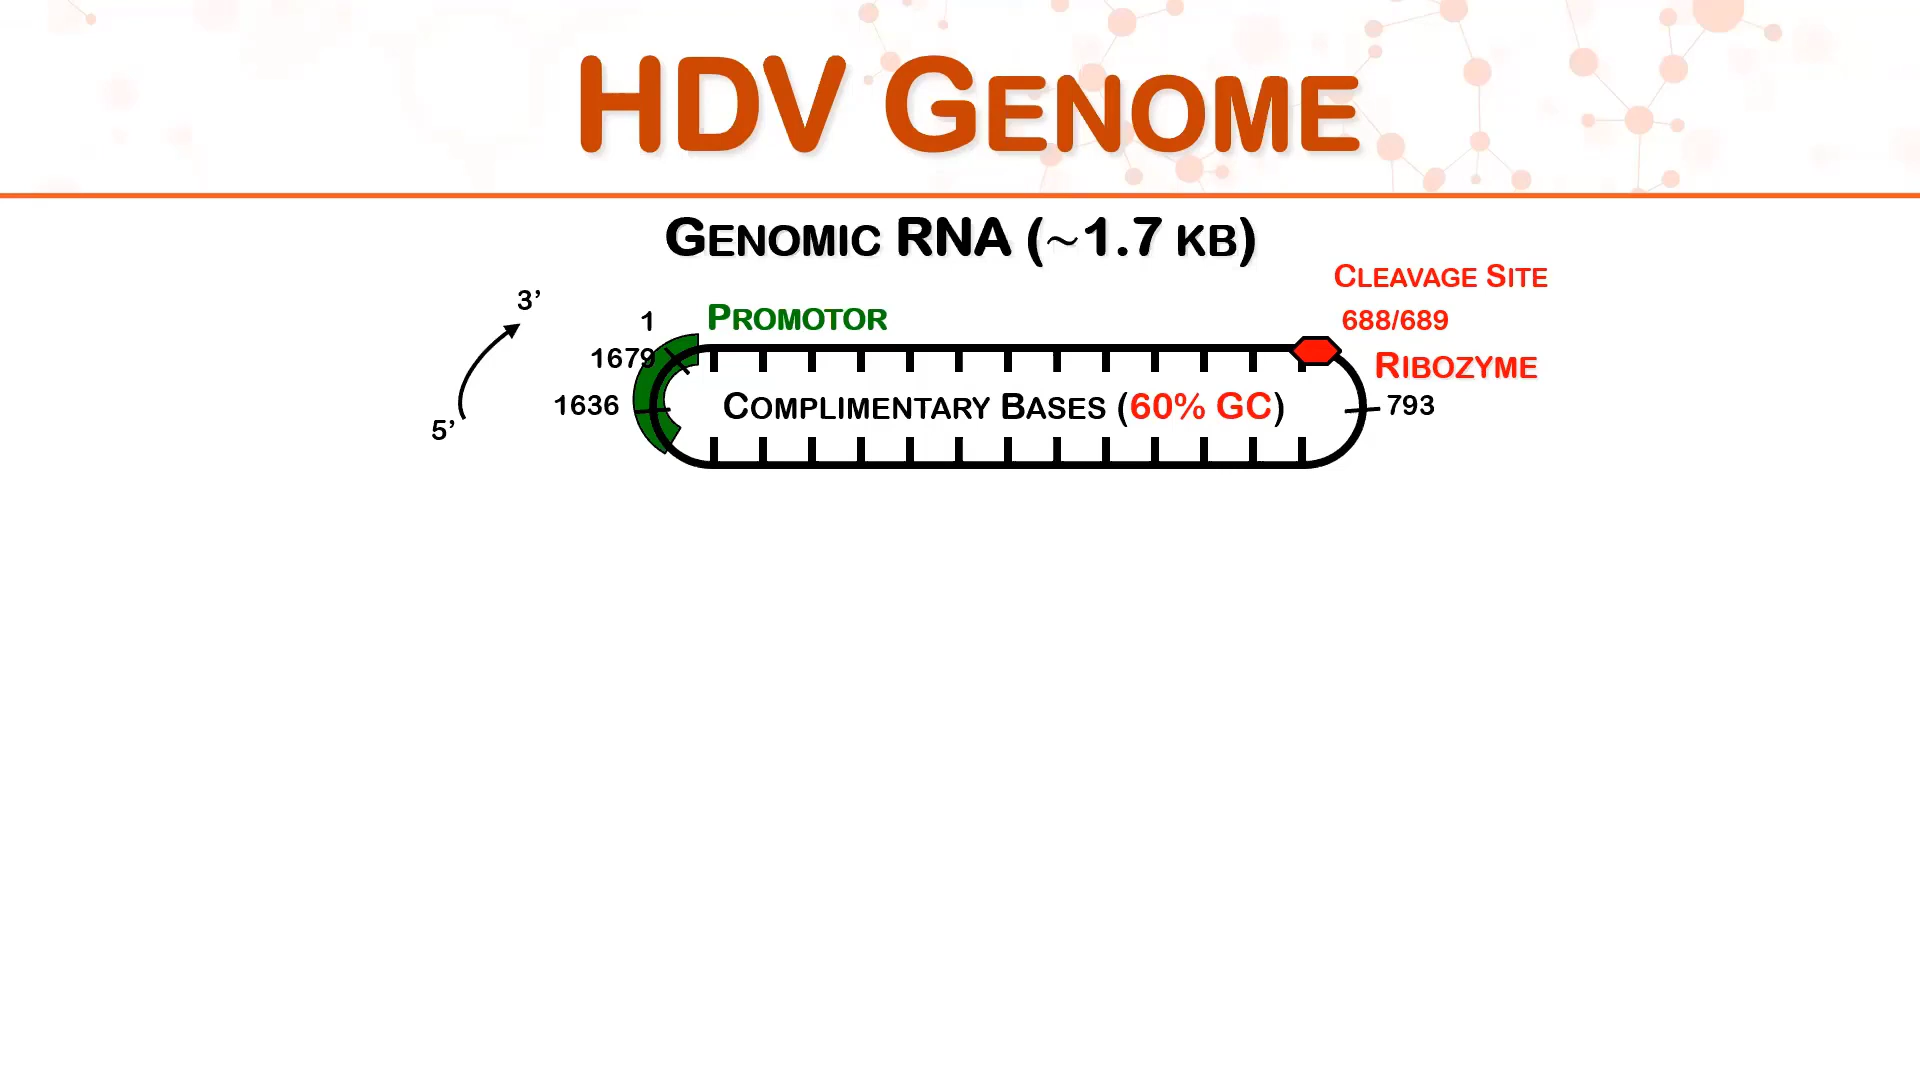 HDV GENOME
GENOMIC RNA (~1.7 KB)
CLEAVAGE SITE
688/689
3’
1
PROMOTOR
1679
RIBOZYME
1636
COMPLIMENTARY BASES (60% GC)
793
5’